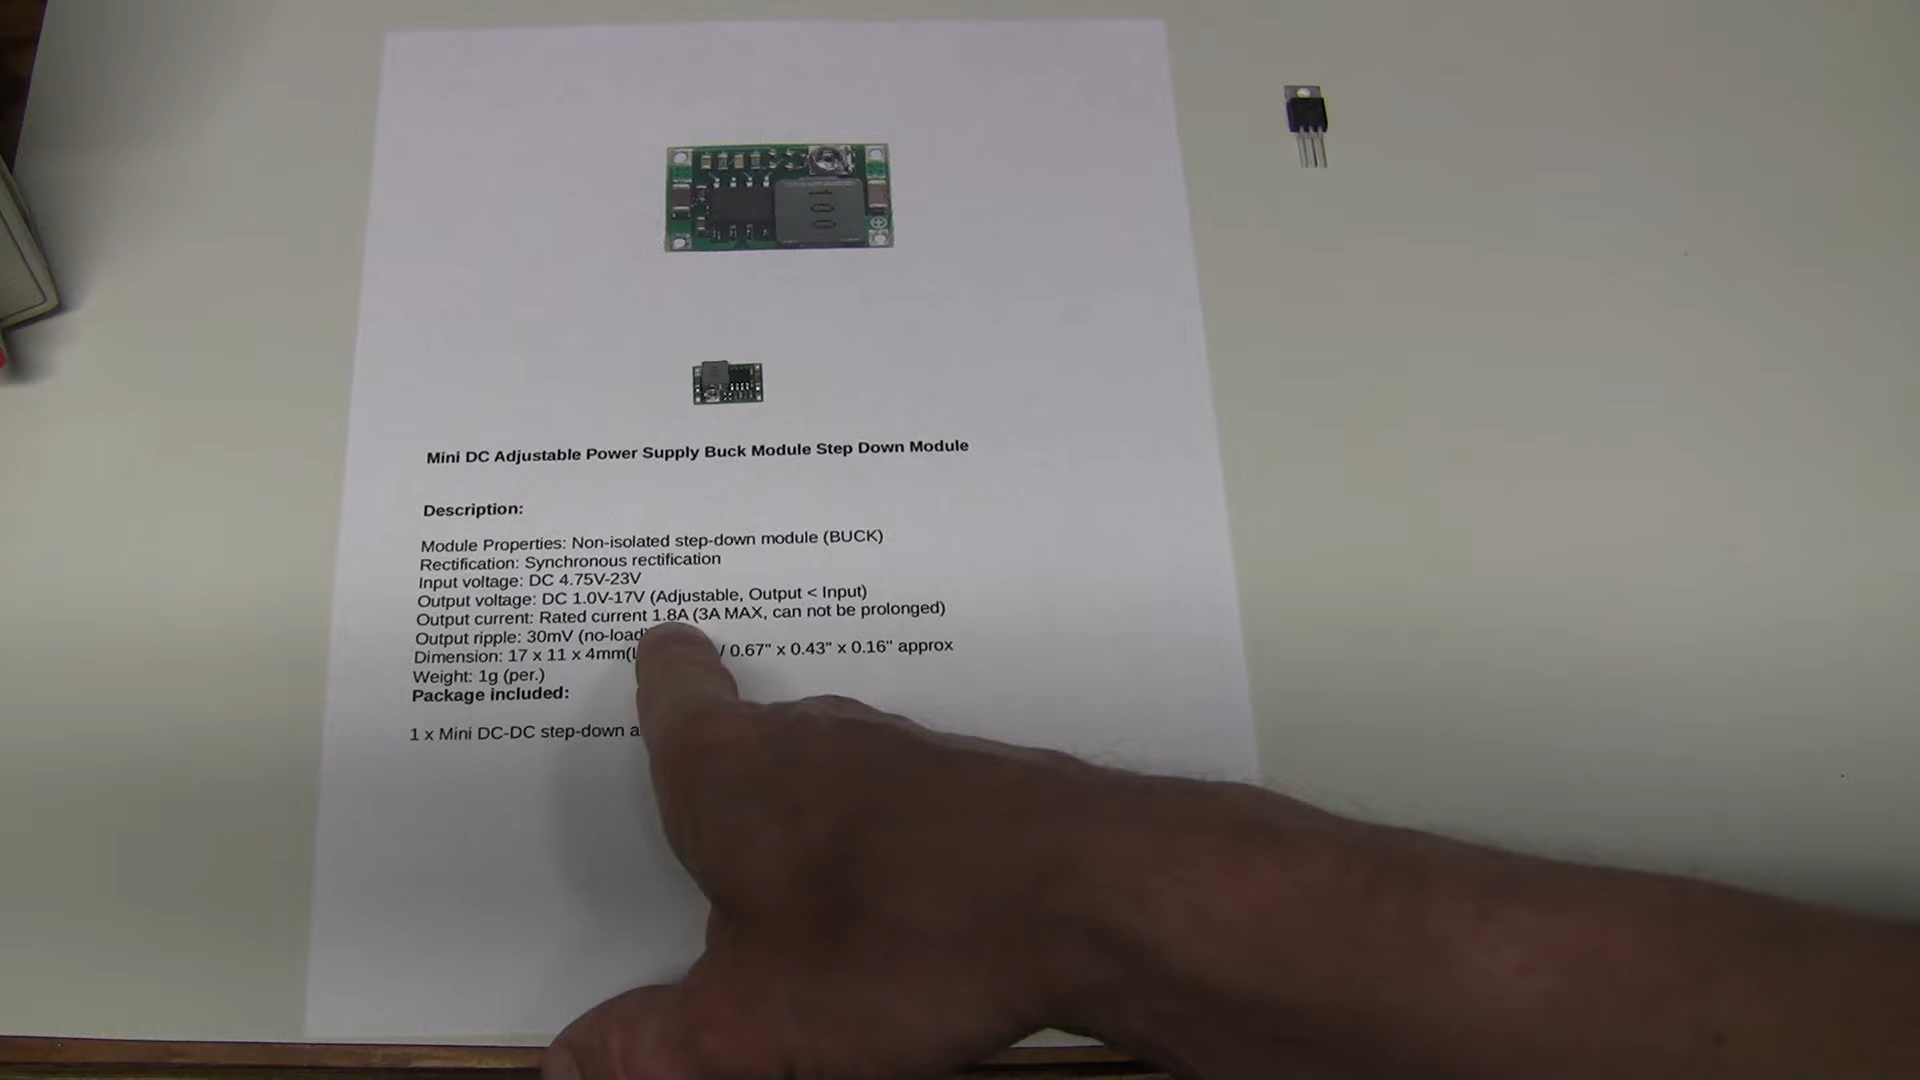 100
Mini DC Adjustable Power Supply Buck Module Step Down Module
Description:
Module Properties: Non-isolated step-down module (BUCK)
Rectification: Synchronous rectification
Input voltage: DC 4.75V-23V
Output voltage: DC 1.0V-17V (Adjustable, Output < Input)
Output current: Rated current 1.8A (3A MAX, can not be prolonged)
Output ripple: 30mV (no-load)
Dimension: 17 x 11 x 4mm(L / 0.67" x 0.43" x 0.16" approx
Weight: 1g (per.)
Package included:
1 x Mini DC-DC step-down